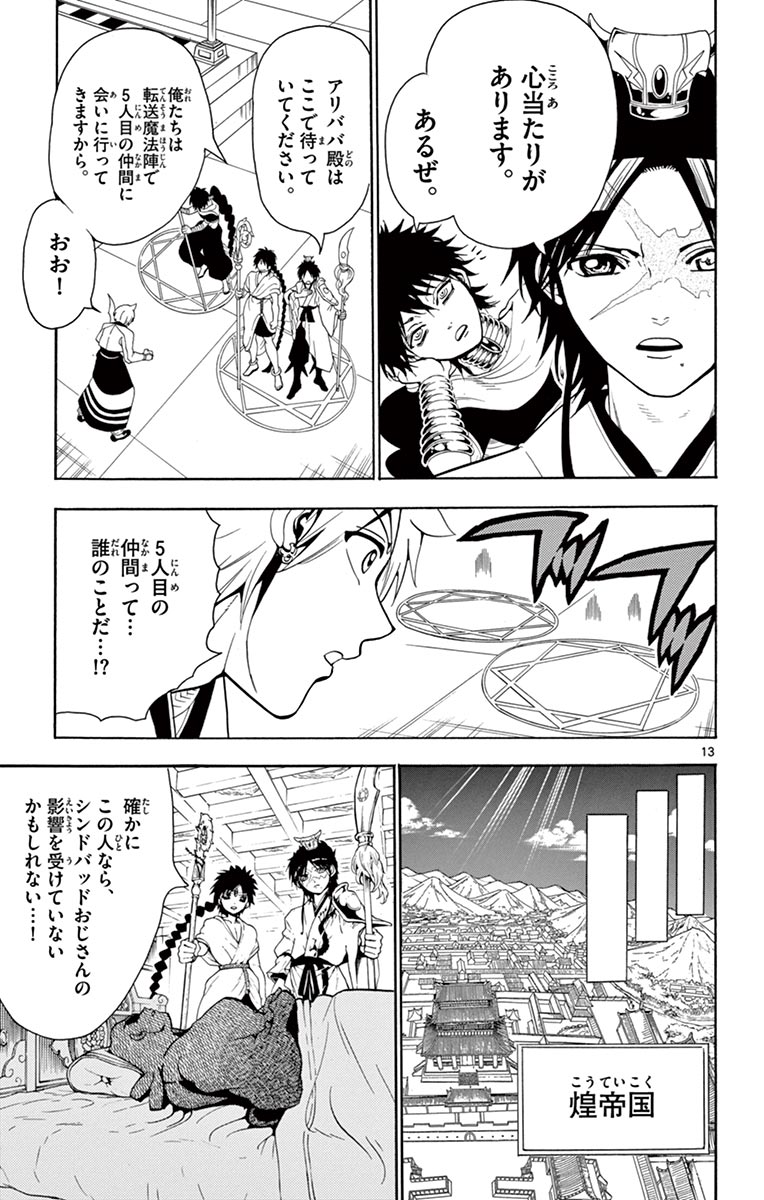 心当たりが
あります。
あるぜ。
アリババ殿は
ここで待って
いてください。
俺たちは
転送魔法陣で
5人目の仲間に
会いに行って
きますから。
おお!
フッ
フッ
5人目の
仲間って…
誰のことだ…!?
13
煌帝国
確かに
この人なら、
シンドバッドおじさんの
影響を受けていない
かもしれない…!